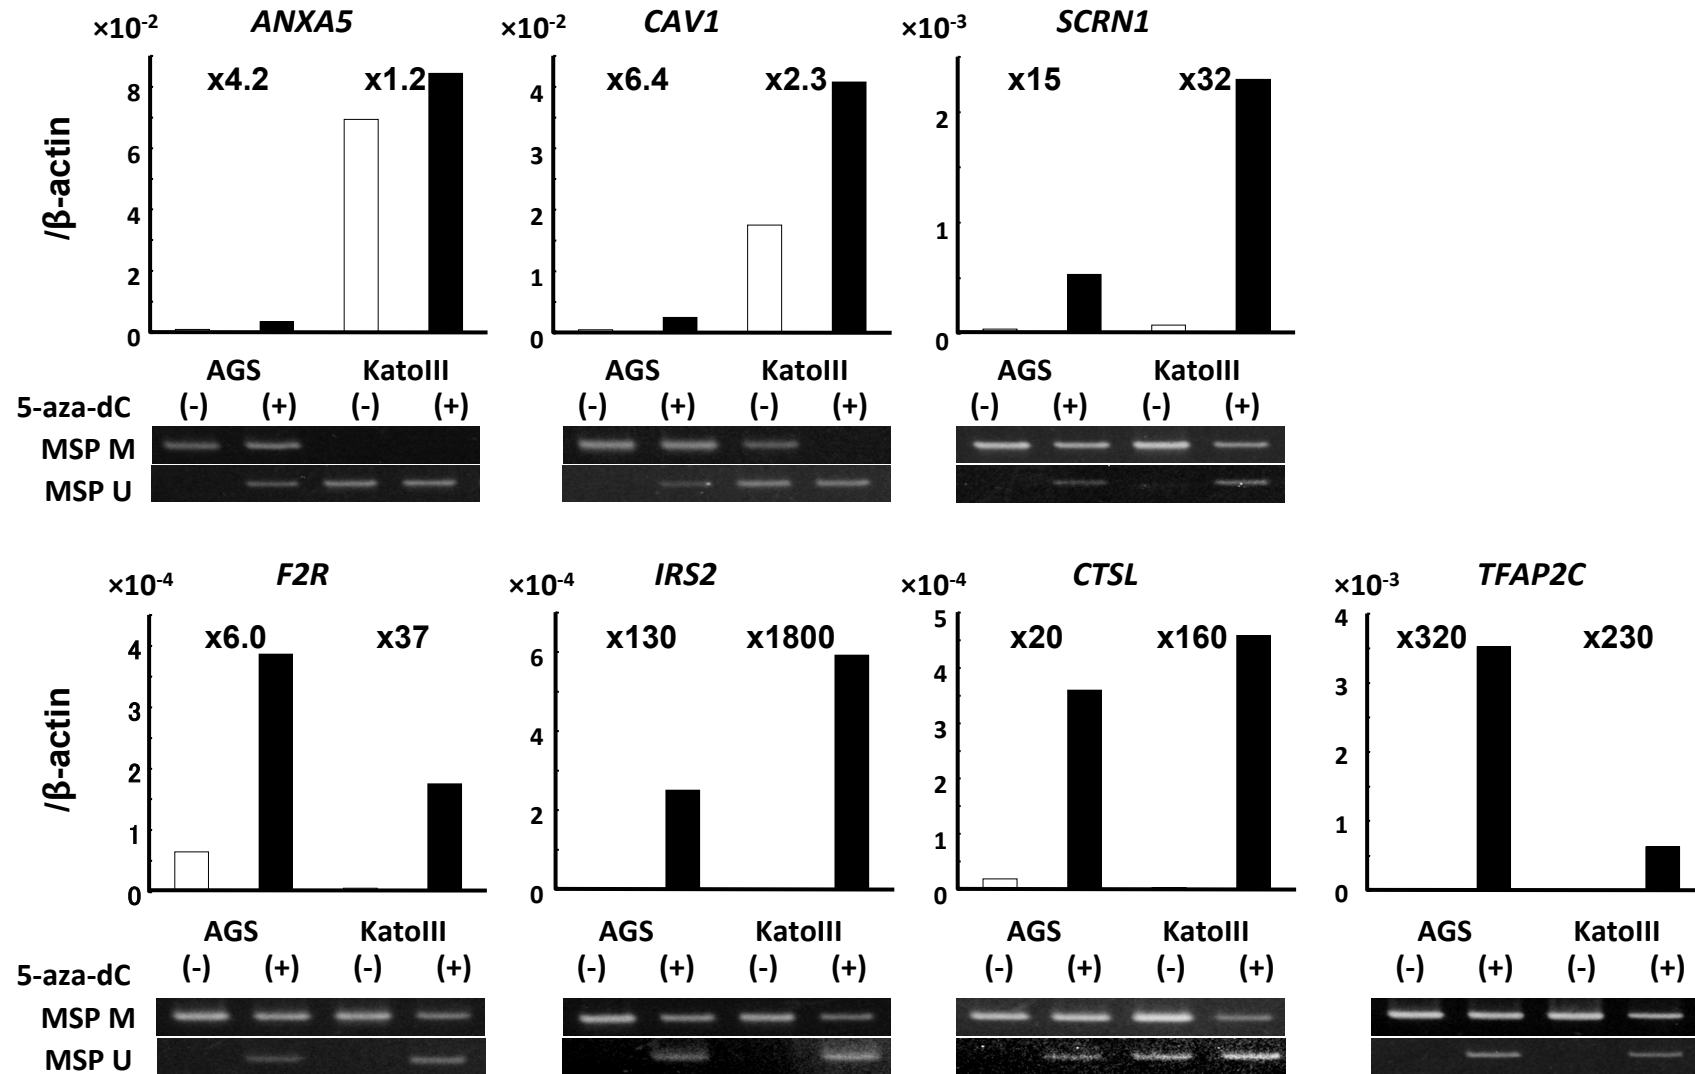 ×10-2 ANXA5 ×10-2 CAV1 ×10-3 SCRN1
x4.2 x1.2 x6.4 x2.3 x15 x32
/β-actin
8
6
4
2
0
4
3
2
1
0
2
1
0
AGS KatoIII AGS KatoIII AGS KatoIII
5-aza-dC (-) (+) (-) (+) (-) (+) (-) (+) (-) (+) (-) (+)
MSP M
MSP U
×10-4 F2R ×10-4 IRS2 ×10-4 CTSL ×10-3 TFAP2C
x6.0 x37 x130 x1800 x20 x160 x320 x230
/β-actin
4
3
2
1
0
6
4
2
0
5
4
3
2
1
0
4
3
2
1
0
AGS KatoIII AGS KatoIII AGS KatoIII AGS KatoIII
5-aza-dC (-) (+) (-) (+) (-) (+) (-) (+) (-) (+) (-) (+) (-) (+) (-) (+)
MSP M
MSP U